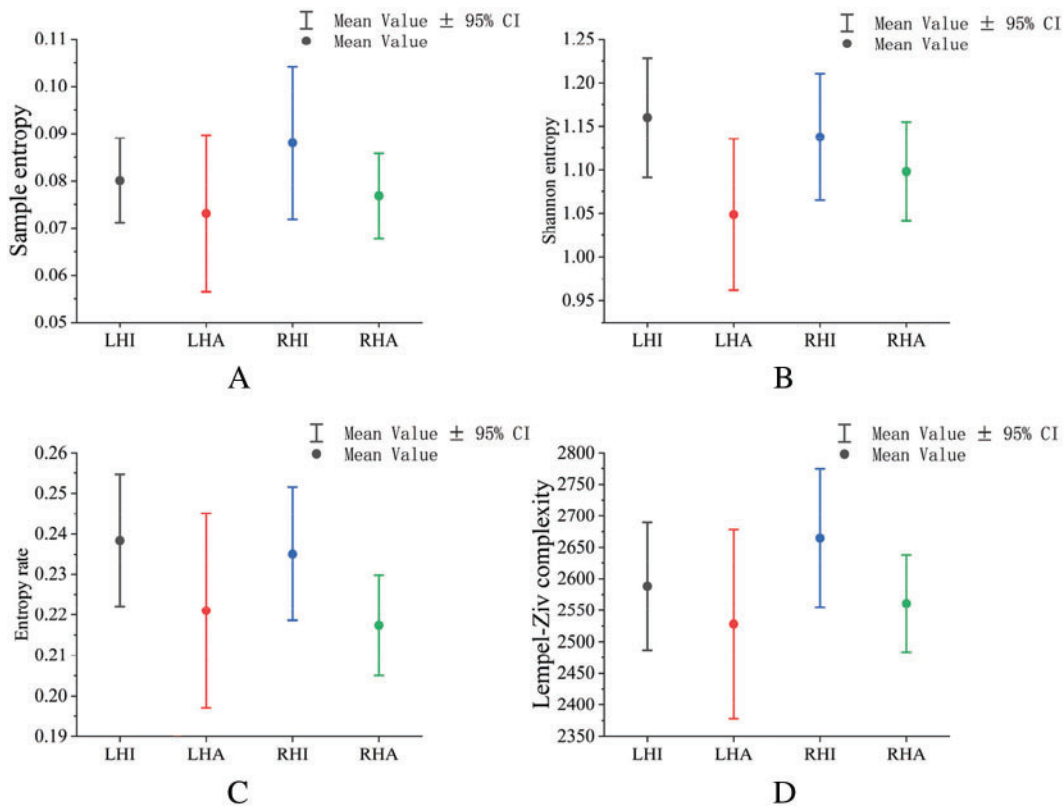 Mean Value ± 95% CI
Mean Value
Sample entropy
0.11
0.10
0.09
0.08
0.07
0.06
0.05
LHI LHA RHI RHA
A
Mean Value ± 95% CI
Mean Value
Shannon entropy
1.25
1.20
1.15
1.10
1.05
1.00
0.95
LHI LHA RHI RHA
B
Mean Value ± 95% CI
Mean Value
Entropy rate
0.26
0.25
0.24
0.23
0.22
0.21
0.20
0.19
LHI LHA RHI RHA
C
Mean Value ± 95% CI
Mean Value
Lempel-Ziv complexity
2800
2750
2700
2650
2600
2550
2500
2450
2400
2350
LHI LHA RHI RHA
D